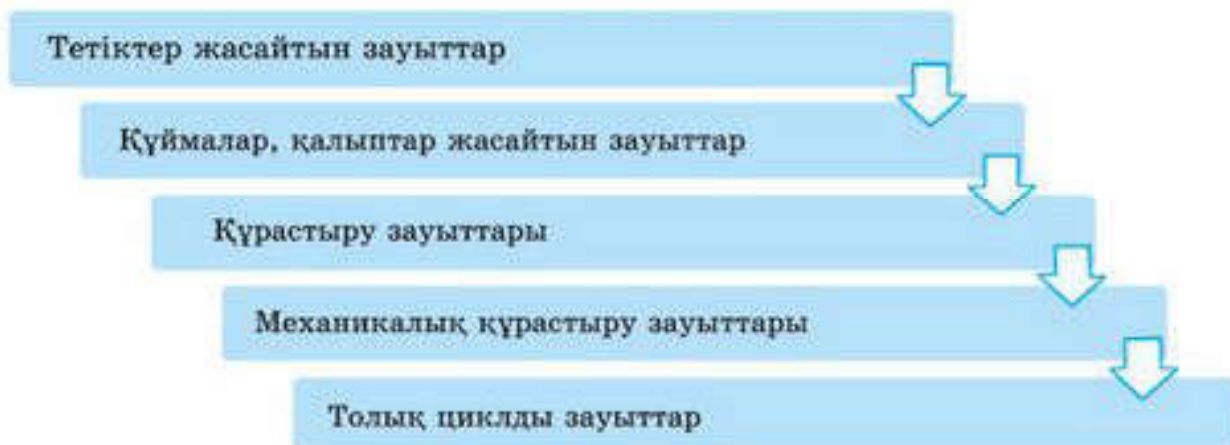 Тетіктер жасайтын зауыттар
Құймалар, қалыптар жасайтын зауыттар
Құрастыру зауыттары
Механикалық құрастыру зауыттары
Толық циклды зауыттар